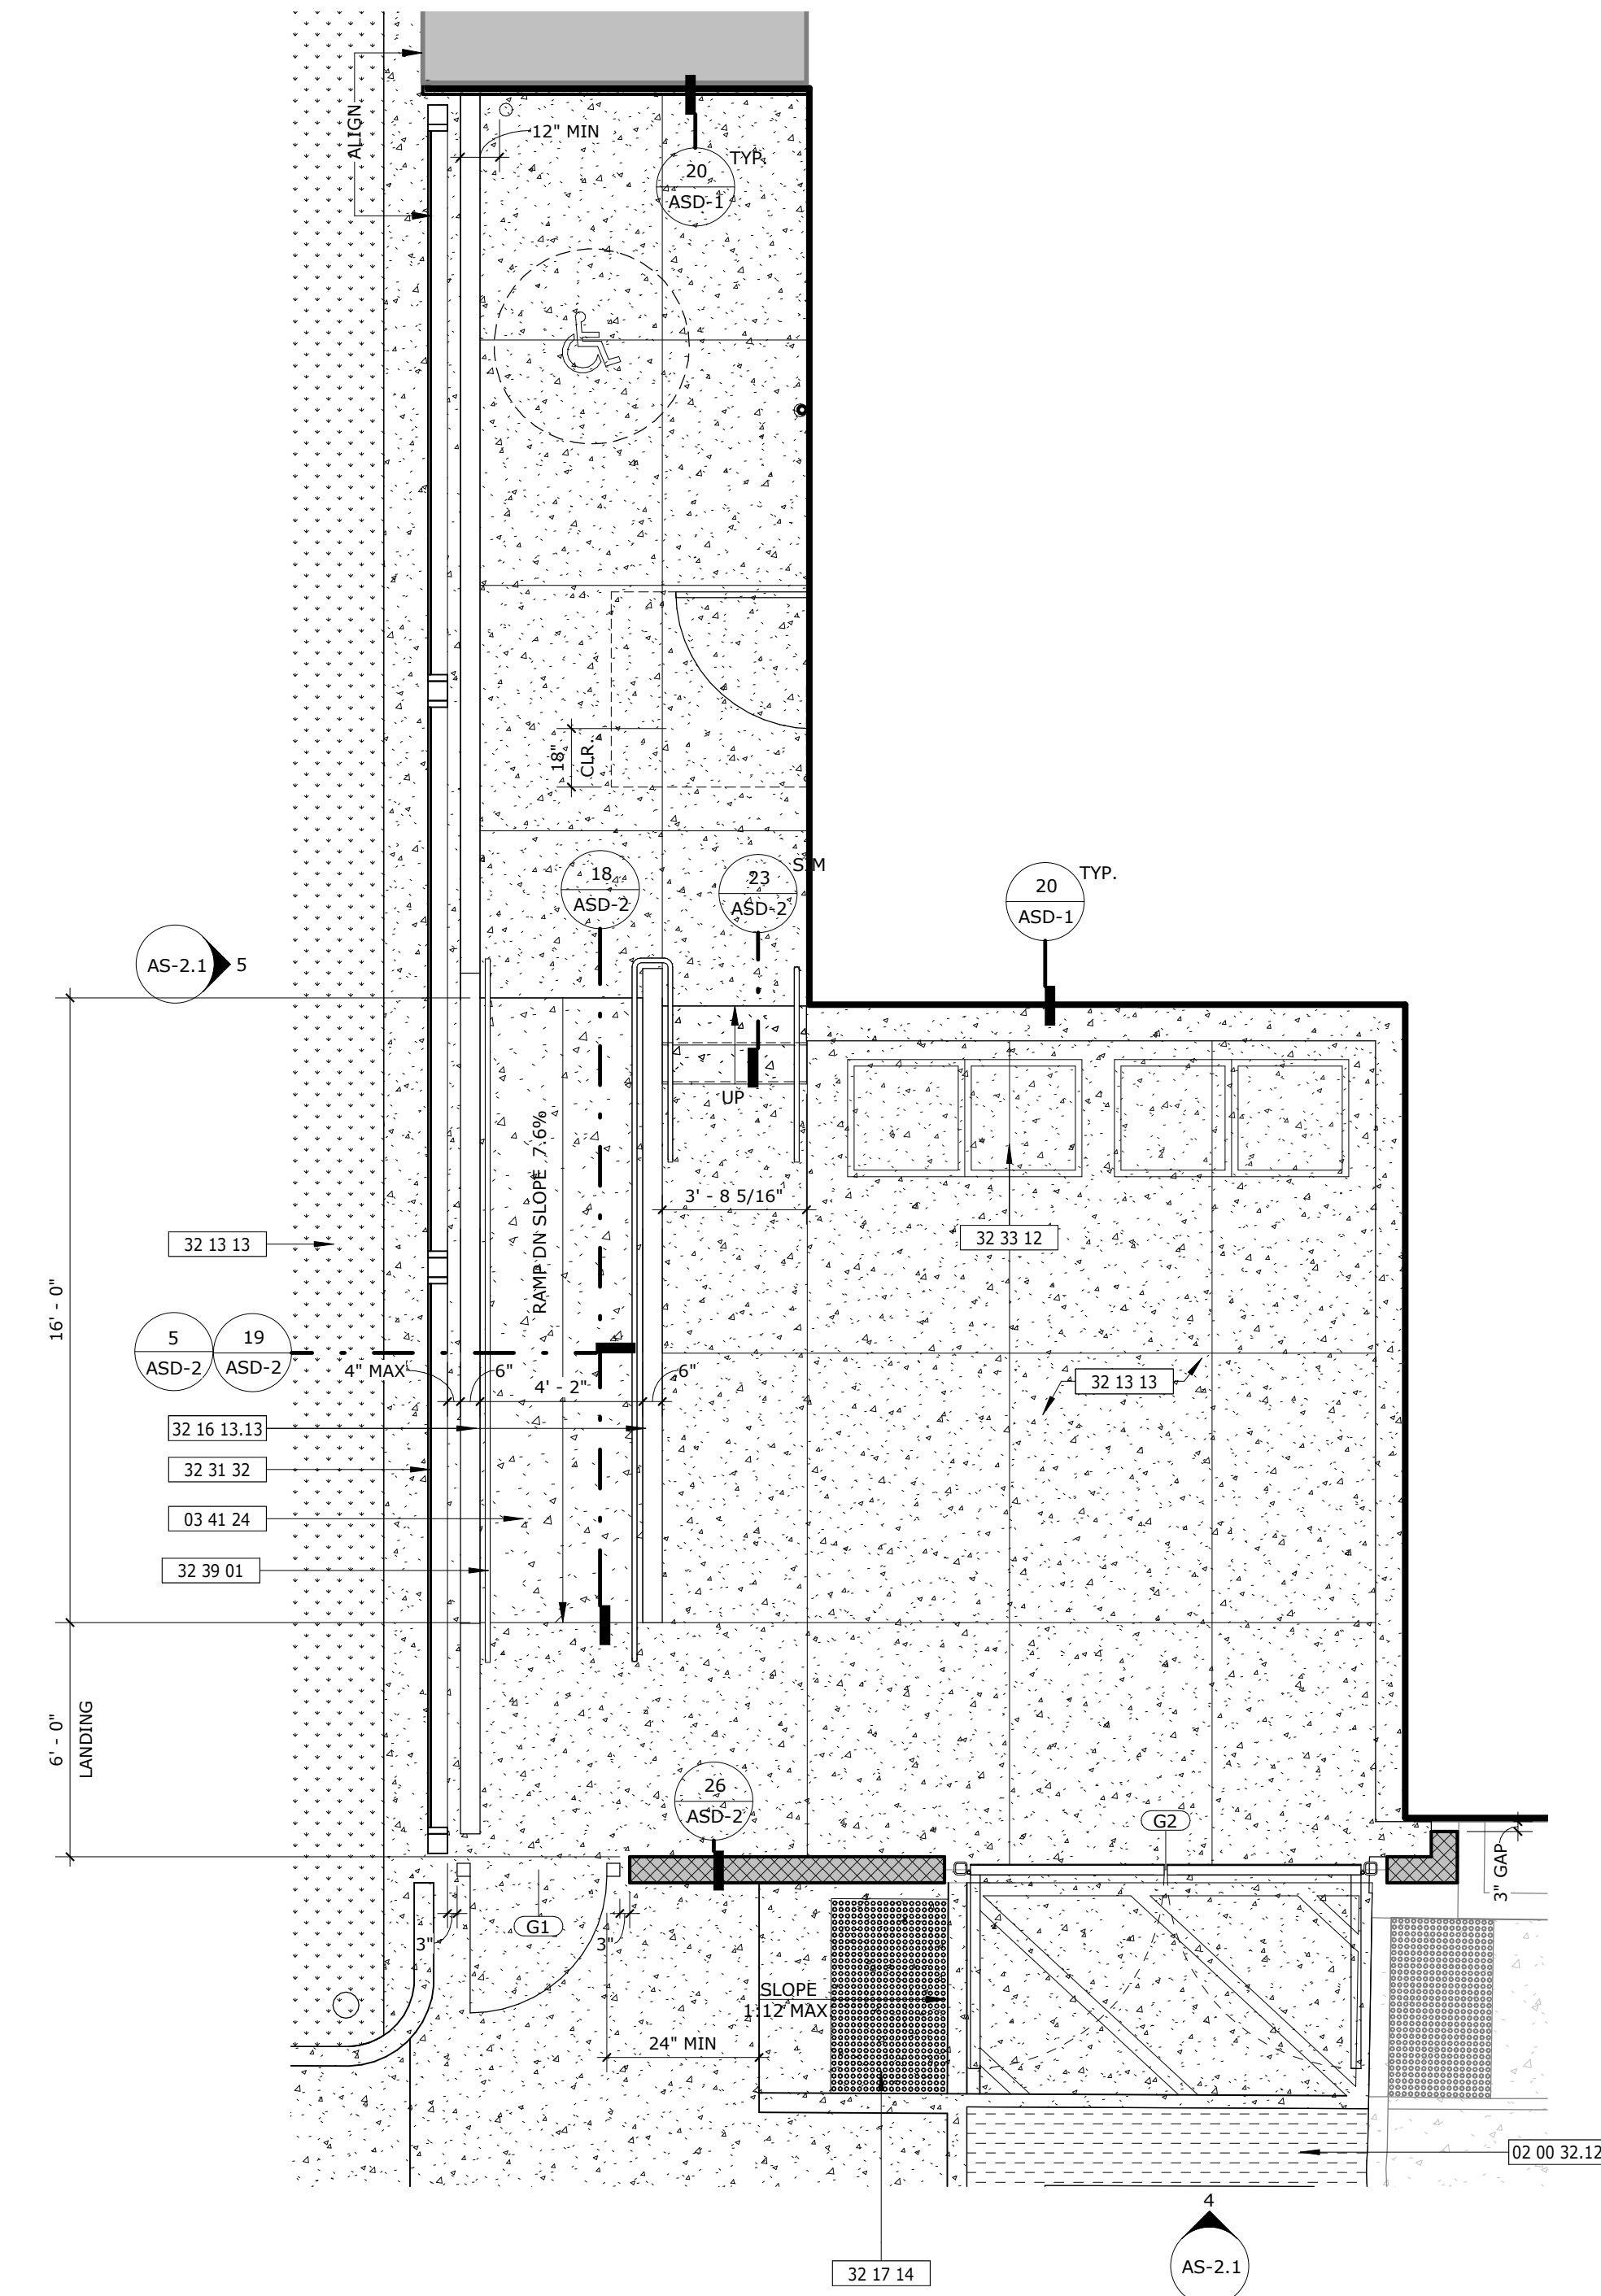 ALIGN
12" MIN
20
TYP.
ASD-1
18"
CLR.
18
ASD-2
23
SIM
ASD-2
20
TYP.
ASD-1
AS-2.1
5
UP
RAMP DN SLOPE 7.6%
3' - 8 5/16"
32 33 12
32 13 13
16' - 0"
5
ASD-2
19
ASD-2
4" MAX
6"
4' - 2"
6"
32 13 13
32 16 13.13
32 31 32
03 41 24
32 39 01
6' - 0"
LANDING
26
ASD-2
G2
3" GAP
3"
G1
3"
SLOPE
1:12 MAX
24" MIN
02 00 32.12
4
AS-2.1
32 17 14